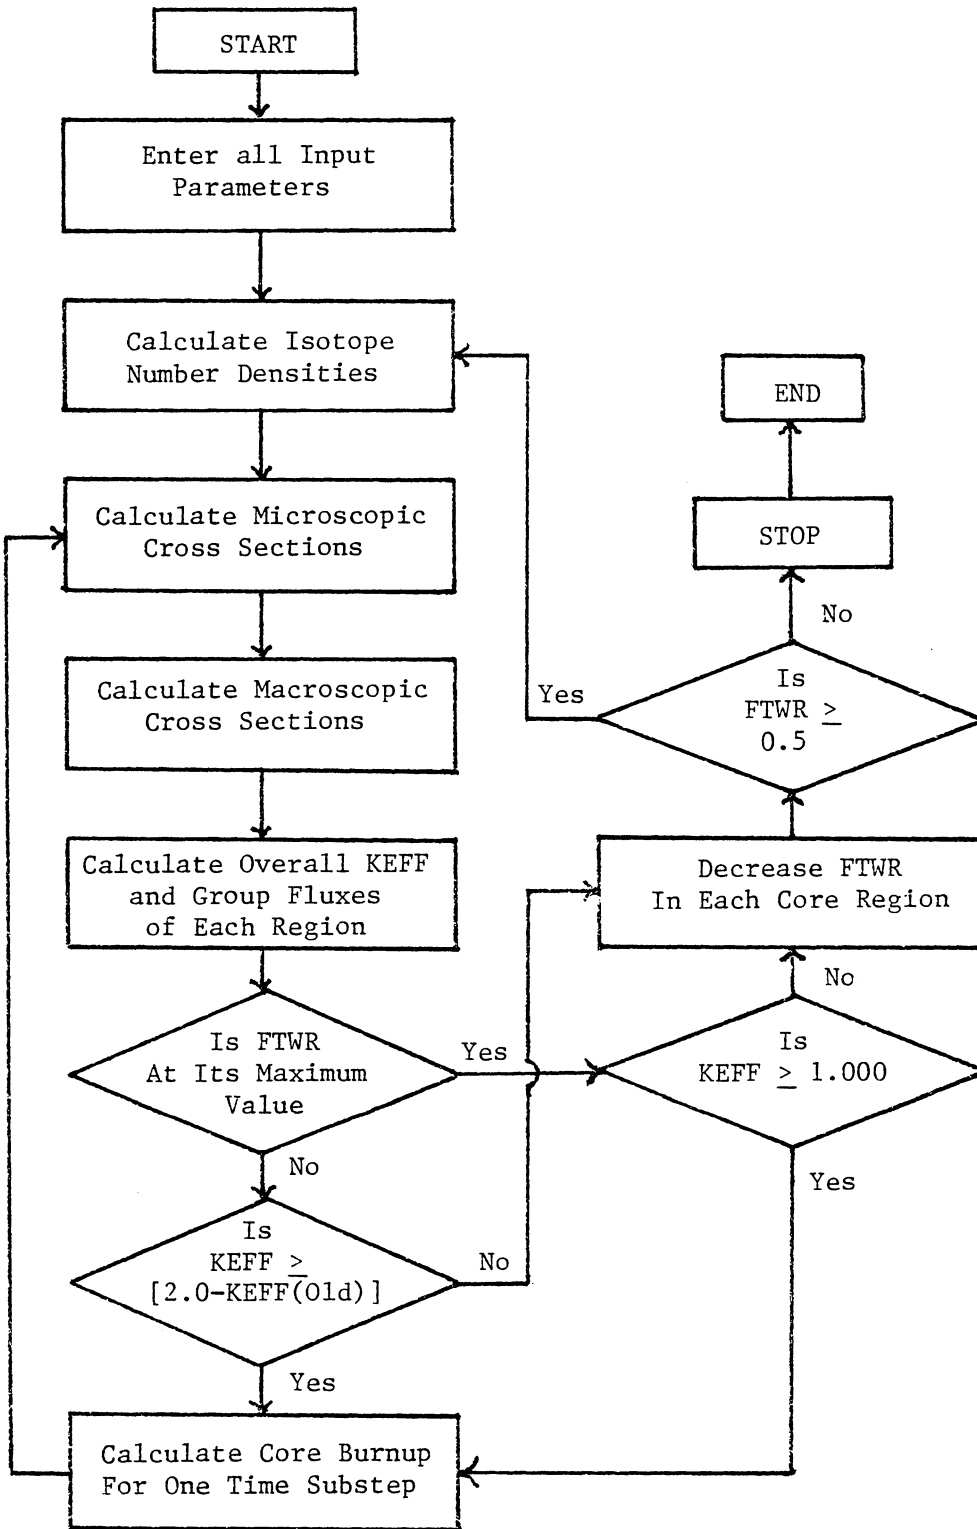 START
Enter all Input
Parameters
Calculate Isotope
Number Densities
Calculate Microscopic
Cross Sections
Calculate Macroscopic
Cross Sections
Calculate Overall KEFF
and Group Fluxes
of Each Region
Is FTWR
At Its Maximum
Value
Yes
No
Is
KEFF ≥
[2.0-KEFF(Old)]
No
Yes
Calculate Core Burnup
For One Time Substep
END
STOP
No
Is
FTWR ≥
0.5
Yes
Decrease FTWR
In Each Core Region
No
Is
KEFF ≥ 1.000
Yes